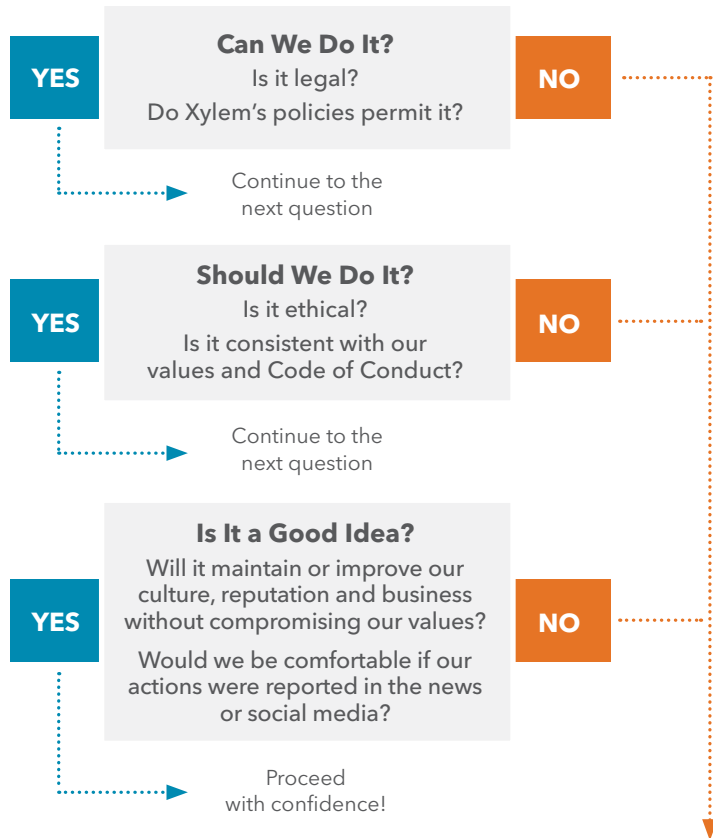 Can We Do It?
YES
Is it legal?
NO
Do Xylem's policies permit it?
Continue to the
next question
Should We Do It?
YES
Is it ethical?
NO
Is it consistent with our
values and Code of Conduct?
Continue to the
next question
Is It a Good Idea?
Will it maintain or improve our
culture, reputation and business
YES
without compromising our values?
NO
Would we be comfortable if our
actions were reported in the news
or social media?
Proceed
with confidence!